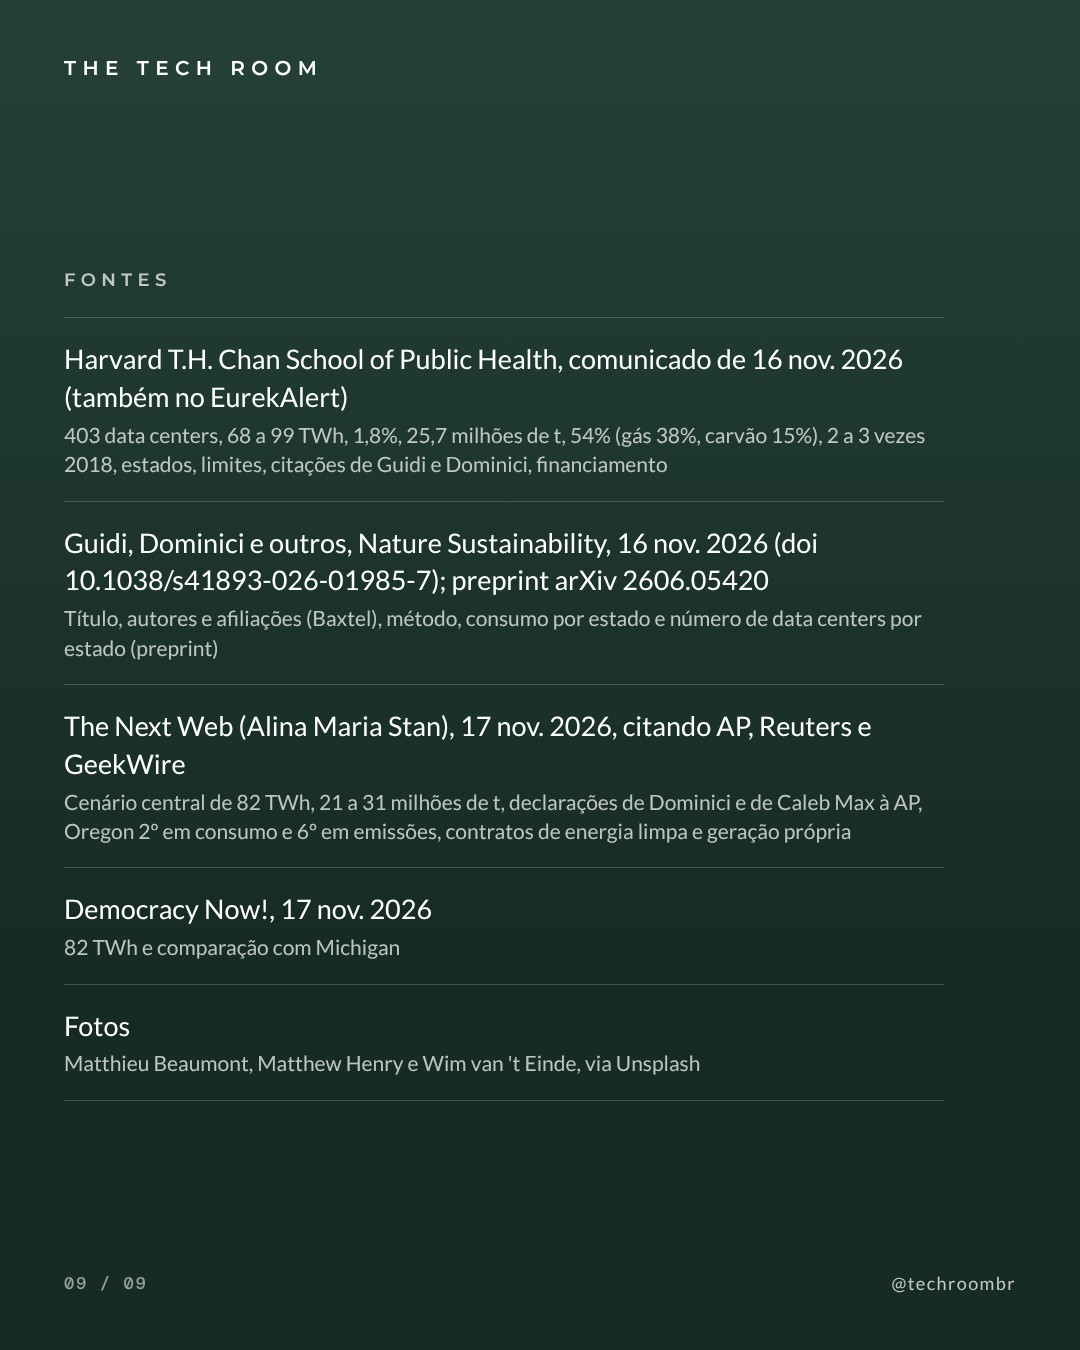 THE TECH ROOM
FONTES
Harvard T.H. Chan School of Public Health, comunicado de 16 nov. 2026
(também no EurekAlert)
403 data centers, 68 a 99 TWh, 1,8%, 25,7 milhões de t, 54% (gás 38%, carvão 15%), 2 a 3 vezes
2018, estados, limites, citações de Guidi e Dominici, financiamento
Guidi, Dominici e outros, Nature Sustainability, 16 nov. 2026 (doi
10.1038/s41893-026-01985-7); preprint arXiv 2606.05420
Título, autores e afiliações (Baxtel), método, consumo por estado e número de data centers por
estado (preprint)
The Next Web (Alina Maria Stan), 17 nov. 2026, citando AP, Reuters e
GeekWire
Cenário central de 82 TWh, 21 a 31 milhões de t, declarações de Dominici e de Caleb Max à AP,
Oregon 2º em consumo e 6º em emissões, contratos de energia limpa e geração própria
Democracy Now!, 17 nov. 2026
82 TWh e comparação com Michigan
Fotos
Matthieu Beaumont, Matthew Henry e Wim van 't Einde, via Unsplash
09 / 09
@techroombr